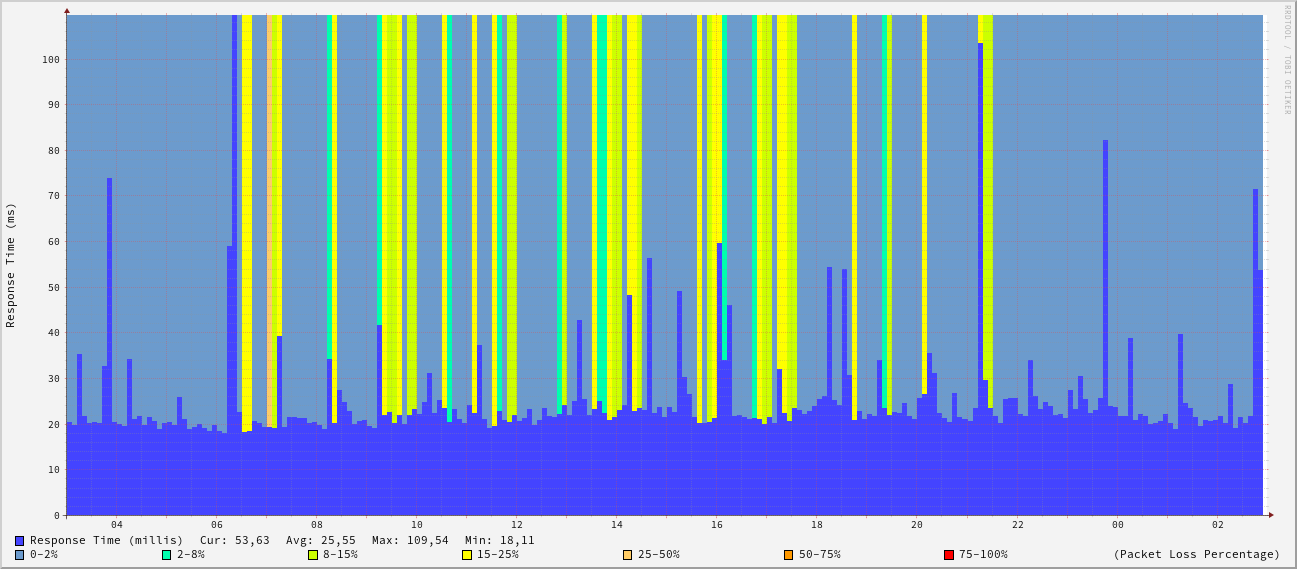 RRDTOOL / TOBI OETIKER
Response Time (ms)
100
90
80
70
60
50
40
30
20
10
0
04 06 08 10 12 14 16 18 20 22 00 02
Response Time (millis) Cur: 53,63 Avg: 25,55 Max: 109,54 Min: 18,11
0-2% 2-8% 8-15% 15-25% 25-50% 50-75% 75-100% (Packet Loss Percentage)